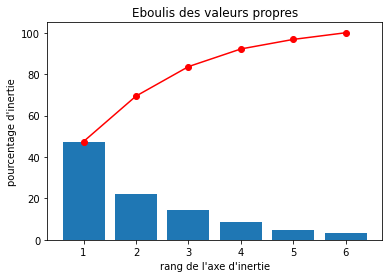 Eboulis des valeurs propres
pourcentage d'inertie
100
80
60
40
20
0
1 2 3 4 5 6
rang de l'axe d'inertie